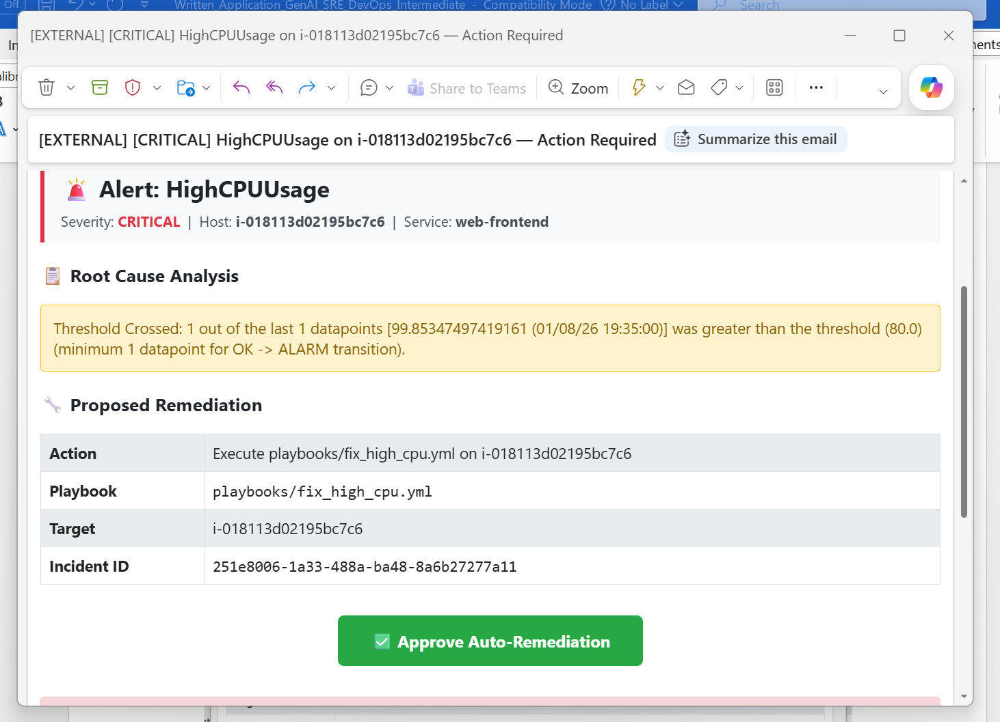 Off
Written_Application_GenAI_SRE_DevOps_Intermediate - Compatibility Mode
No Label
Search
[EXTERNAL] [CRITICAL] HighCPUUsage on i-018113d02195bc7c6 — Action Required
Share to Teams
Zoom
[EXTERNAL] [CRITICAL] HighCPUUsage on i-018113d02195bc7c6 — Action Required
Summarize this email
Alert: HighCPUUsage
Severity: CRITICAL | Host: i-018113d02195bc7c6 | Service: web-frontend
Root Cause Analysis
Threshold Crossed: 1 out of the last 1 datapoints [99.85347497419161 (01/08/26 19:35:00)] was greater than the threshold (80.0)
(minimum 1 datapoint for OK -> ALARM transition).
Proposed Remediation
Action Execute playbooks/fix_high_cpu.yml on i-018113d02195bc7c6
Playbook playbooks/fix_high_cpu.yml
Target i-018113d02195bc7c6
Incident ID 251e8006-1a33-488a-ba48-8a6b27277a11
Approve Auto-Remediation